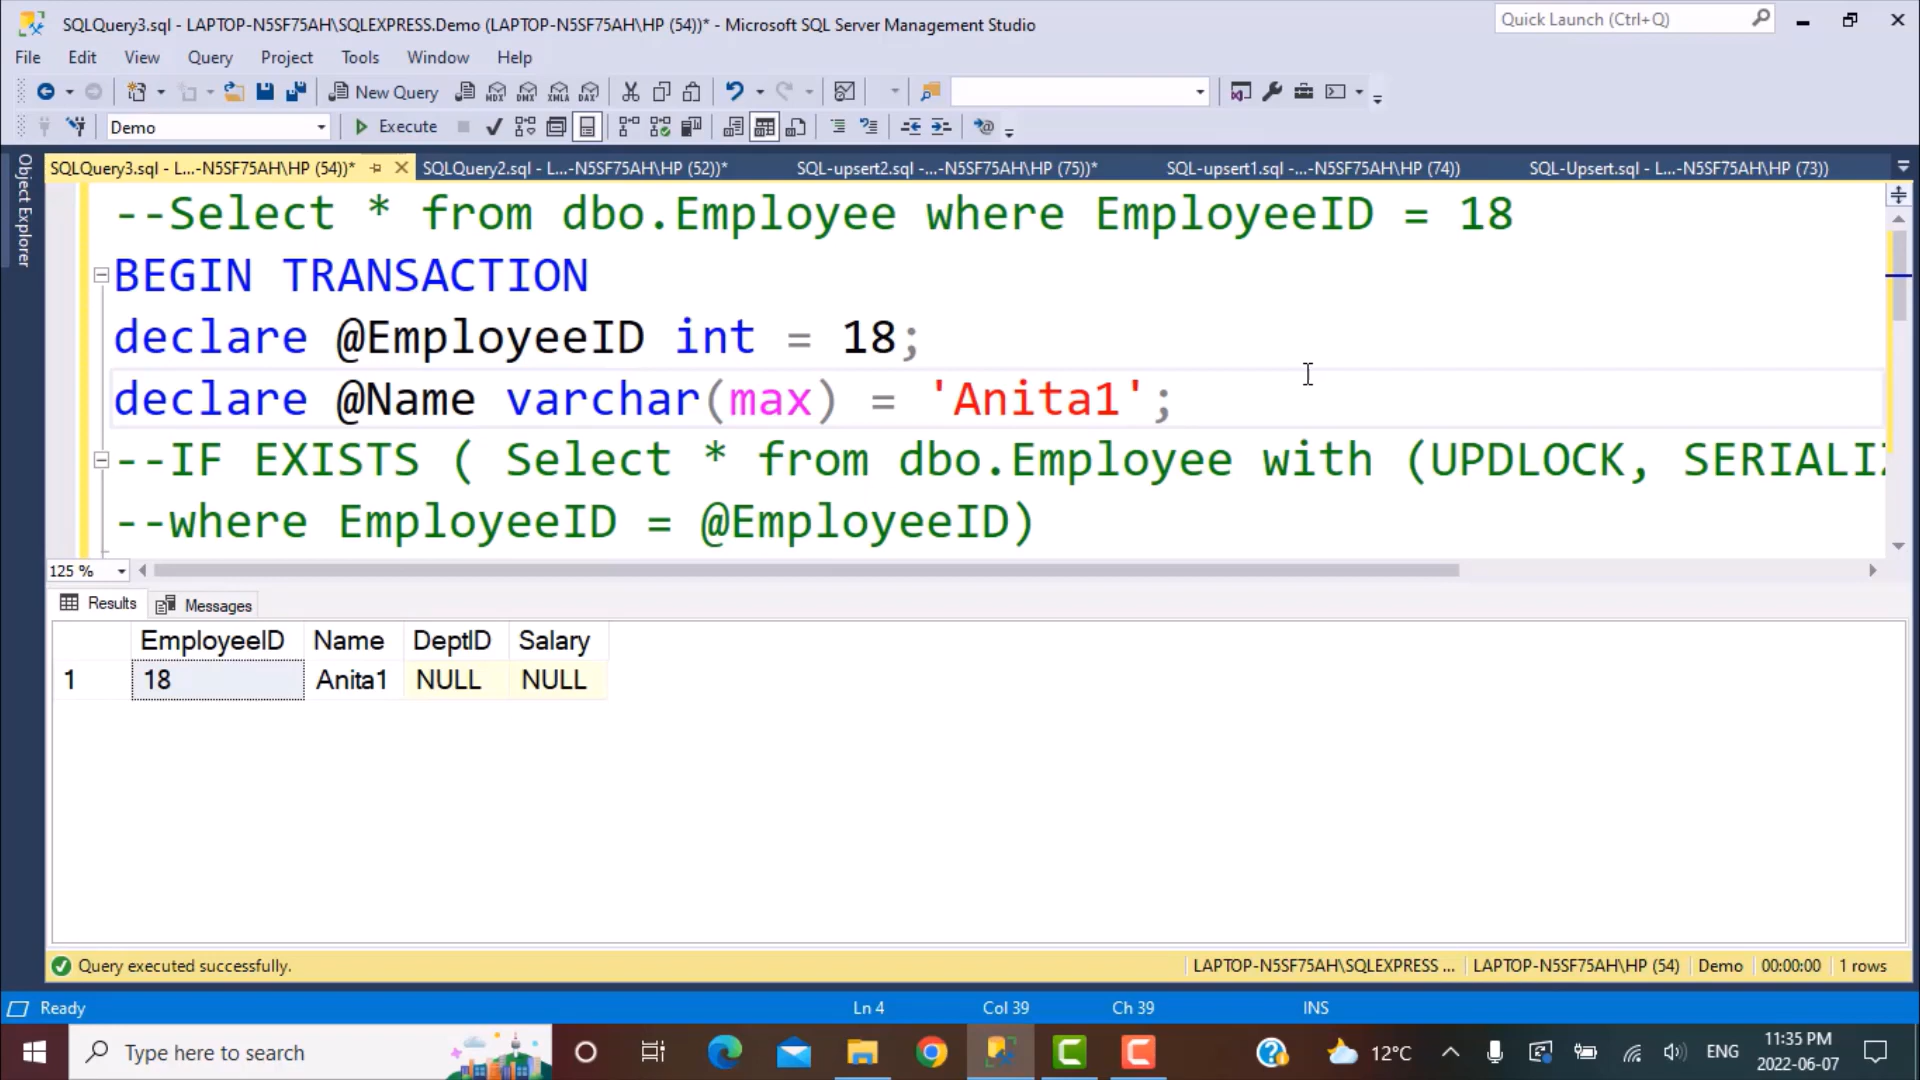 SQLQuery3.sql - LAPTOP-N5SF75AH\SQLEXPRESS.Demo (LAPTOP-N5SF75AH\HP (54))* - Microsoft SQL Server Management Studio
Quick Launch (Ctrl+Q)
File Edit View Query Project Tools Window Help
New Query MDX DMX XMLA DAX
Demo Execute
Object Explorer
SQLQuery3.sql - L...-N5SF75AH\HP (54))* SQLQuery2.sql - L...-N5SF75AH\HP (52))* SQL-upsert2.sql -...-N5SF75AH\HP (75))* SQL-upsert1.sql -...-N5SF75AH\HP (74)) SQL-Upsert.sql - L...-N5SF75AH\HP (73))
--Select * from dbo.Employee where EmployeeID = 18
BEGIN TRANSACTION
declare @EmployeeID int = 18;
declare @Name varchar(max) = 'Anita1';
--IF EXISTS ( Select * from dbo.Employee with (UPDLOCK, SERIALI
--where EmployeeID = @EmployeeID)
125 %
Results Messages
EmployeeID Name DeptID Salary
1 18 Anita1 NULL NULL
Query executed successfully. LAPTOP-N5SF75AH\SQLEXPRESS ... LAPTOP-N5SF75AH\HP (54) Demo 00:00:00 1 rows
Ready Ln 4 Col 39 Ch 39 INS
Type here to search 12°C ENG 11:35 PM
2022-06-07